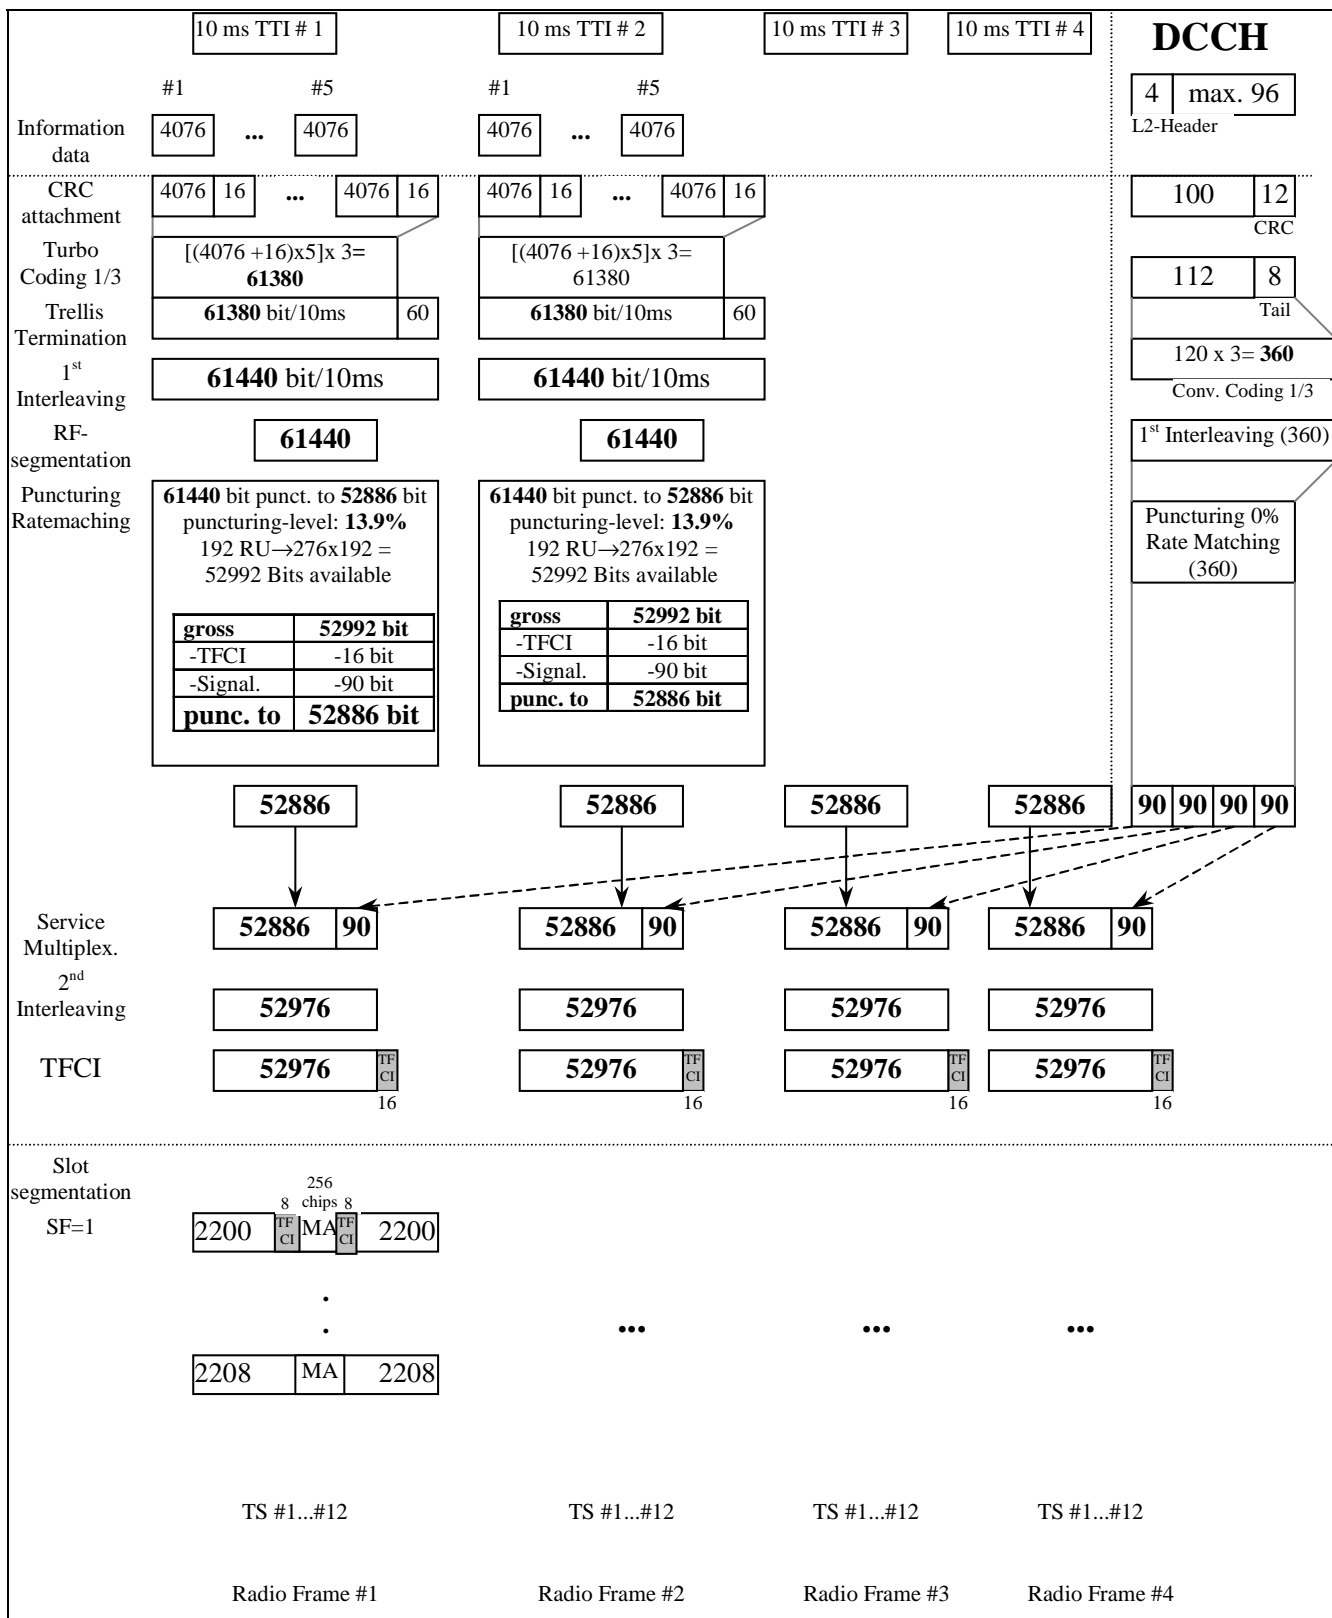 10 ms TTI # 1 10 ms TTI # 2 10 ms TTI # 3 10 ms TTI # 4 DCCH
#1 #5 #1 #5
4 max. 96
L2-Header
Information
data
4076 ... 4076 4076 ... 4076
CRC
attachment
4076 16 ... 4076 16 4076 16 ... 4076 16 100 12
CRC
Turbo
Coding 1/3
[(4076 +16)x5]x 3=
61380
[(4076 +16)x5]x 3=
61380
112 8
Tail
Trellis
Termination
61380 bit/10ms 60 61380 bit/10ms 60
120 x 3= 360
Conv. Coding 1/3
1st
Interleaving
61440 bit/10ms 61440 bit/10ms
RF-
segmentation
61440 61440 1st Interleaving (360)
Puncturing
Ratemaching
61440 bit punct. to 52886 bit
puncturing-level: 13.9%
192 RU→276x192 =
52992 Bits available
gross 52992 bit
-TFCI -16 bit
-Signal. -90 bit
punc. to 52886 bit
61440 bit punct. to 52886 bit
puncturing-level: 13.9%
192 RU→276x192 =
52992 Bits available
gross 52992 bit
-TFCI -16 bit
-Signal. -90 bit
punc. to 52886 bit
Puncturing 0%
Rate Matching
(360)
52886 52886 52886 52886 90 90 90 90
Service
Multiplex.
52886 90 52886 90 52886 90 52886 90
2nd
Interleaving
52976 52976 52976 52976
TFCI
52976 TF CI 52976 TF CI 52976 TF CI 52976 TF CI
16 16 16 16
Slot
segmentation
SF=1
256
8 chips 8
2200 TF CI MA TF CI 2200
.
. ... ... ...
2208 MA 2208
TS #1...#12 TS #1...#12 TS #1...#12 TS #1...#12
Radio Frame #1 Radio Frame #2 Radio Frame #3 Radio Frame #4